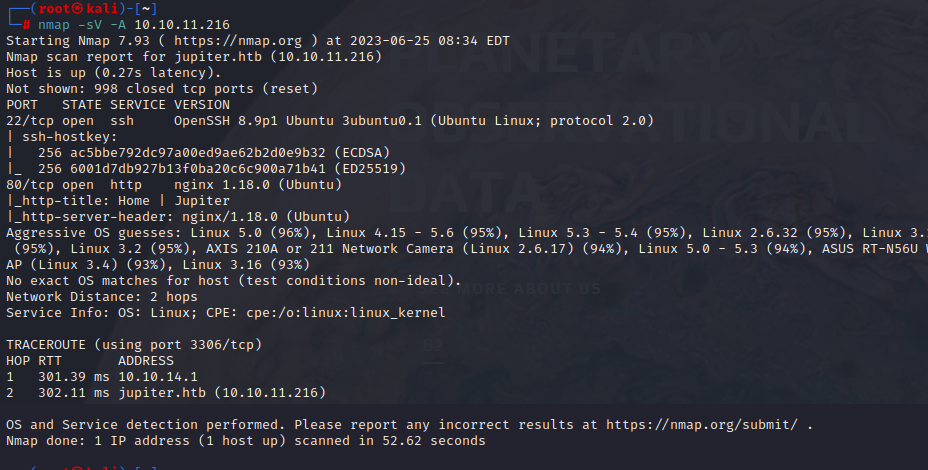 ┌──(root㉿kali)-[~]
└─# nmap -sV -A 10.10.11.216
Starting Nmap 7.93 ( https://nmap.org ) at 2023-06-25 08:34 EDT
Nmap scan report for jupiter.htb (10.10.11.216)
Host is up (0.27s latency).
Not shown: 998 closed tcp ports (reset)
PORT   STATE SERVICE VERSION
22/tcp open  ssh     OpenSSH 8.9p1 Ubuntu 3ubuntu0.1 (Ubuntu Linux; protocol 2.0)
| ssh-hostkey:
|   256 ac5bbe792dc97a00ed9ae62b2d0e9b32 (ECDSA)
|_  256 6001d7db927b13f0ba20c6c900a71b41 (ED25519)
80/tcp open  http    nginx 1.18.0 (Ubuntu)
|_http-title: Home | Jupiter
|_http-server-header: nginx/1.18.0 (Ubuntu)
Aggressive OS guesses: Linux 5.0 (96%), Linux 4.15 - 5.6 (95%), Linux 5.3 - 5.4 (95%), Linux 2.6.32 (95%), Linux 3.
(95%), Linux 3.2 (95%), AXIS 210A or 211 Network Camera (Linux 2.6.17) (94%), Linux 5.0 - 5.3 (94%), ASUS RT-N56U W
AP (Linux 3.4) (93%), Linux 3.16 (93%)
No exact OS matches for host (test conditions non-ideal).
Network Distance: 2 hops
Service Info: OS: Linux; CPE: cpe:/o:linux:linux_kernel
TRACEROUTE (using port 3306/tcp)
HOP RTT       ADDRESS
1   301.39 ms 10.10.14.1
2   302.11 ms jupiter.htb (10.10.11.216)
OS and Service detection performed. Please report any incorrect results at https://nmap.org/submit/ .
Nmap done: 1 IP address (1 host up) scanned in 52.62 seconds
PLANETARY
OBSERVATIONAL
DATA
MORE ABOUT US